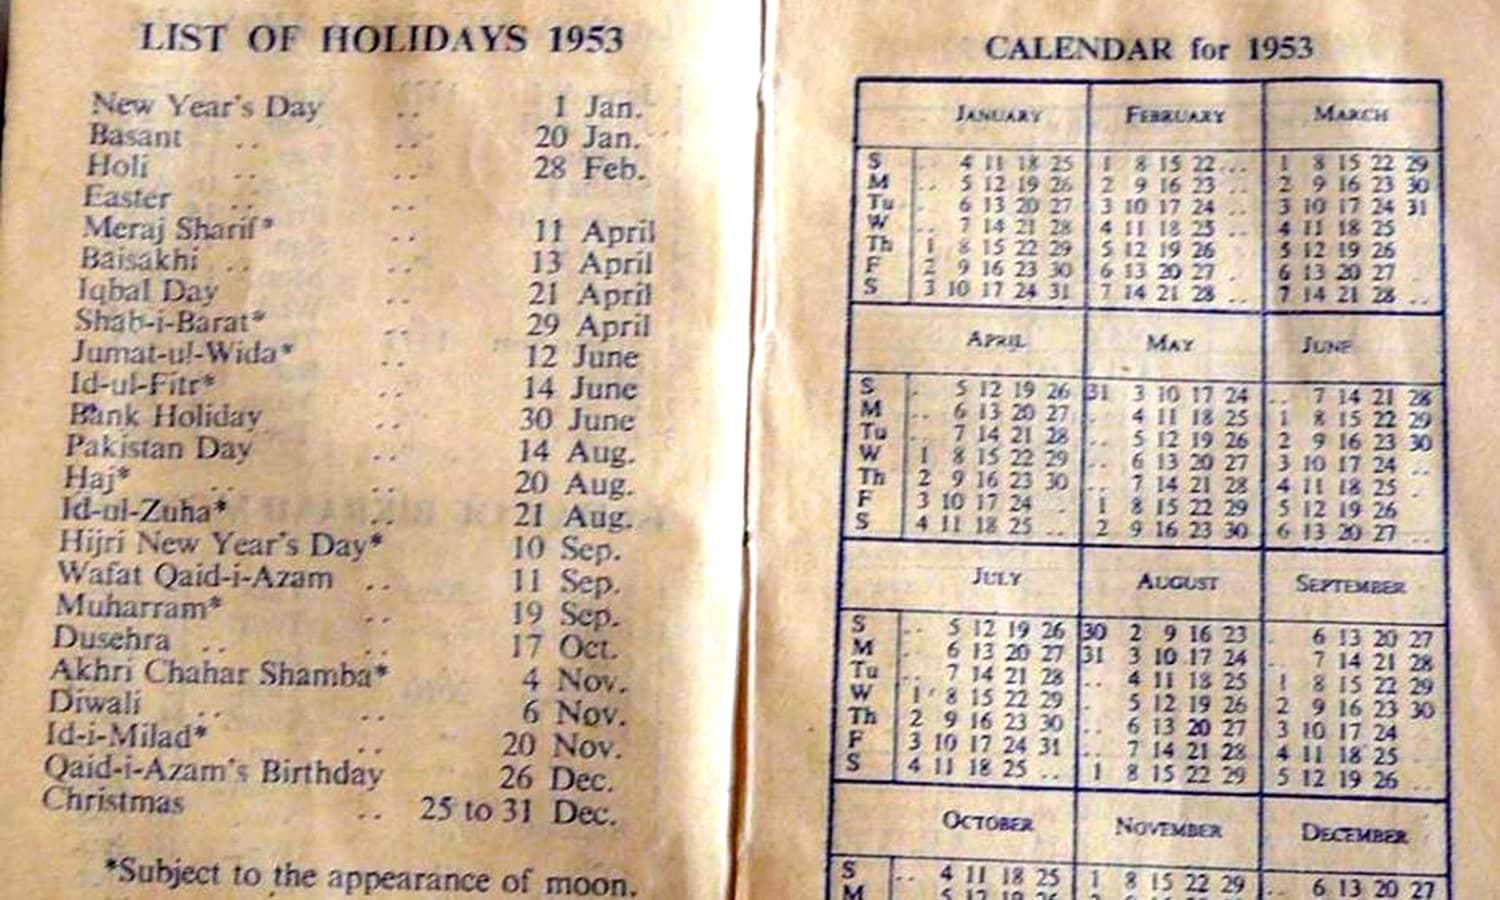 LIST OF HOLIDAYS 1953
New Year's Day .. 1 Jan.
Basant .. .. 20 Jan.
Holi .. .. 28 Feb.
Easter .. ..
Meraj Sharif* .. 11 April
Baisakhi .. .. 13 April
Iqbal Day .. 21 April
Shab-i-Barat* .. 29 April
Jumat-ul-Wida* .. 12 June
Id-ul-Fitr* 14 June
Bank Holiday .. 30 June
Pakistan Day .. 14 Aug.
Haj* .. .. 20 Aug.
Id-ul-Zuha* .. 21 Aug.
Hijri New Year's Day* 10 Sep.
Wafat Qaid-i-Azam .. 11 Sep.
Muharram* .. 19 Sep.
Dusehra .. .. 17 Oct.
Akhri Chahar Shamba* 4 Nov.
Diwali .. .. 6 Nov.
Id-i-Milad* .. 20 Nov.
Qaid-i-Azam's Birthday 26 Dec.
Christmas .. 25 to 31 Dec.
*Subject to the appearance of moon.
CALENDAR for 1953
JANUARY FEBRUARY MARCH
S .. 4 11 18 25 1 8 15 22 ... 1 8 15 22 29
M .. 5 12 19 26 2 9 16 23 .. 2 9 16 23 30
Tu .. 6 13 20 27 3 10 17 24 .. 3 10 17 24 31
W .. 7 14 21 28 4 11 18 25 .. 4 11 18 25
Th 1 8 15 22 29 5 12 19 26 5 12 19 26
F 2 9 16 23 30 6 13 20 27 . 6 13 20 27 .
S 3 10 17 24 31 7 14 21 28 .. 7 14 21 28 ..
APRIL MAY JUNE
S . 5 12 19 26 31 3 10 17 24 .. 7 14 21 28
M .. 6 13 20 27 . 4 11 18 25 1 8 15 22 29
Tu .. 7 14 21 28 .. 5 12 19 26 2 9 16 23 30
W 1 8 15 22 29 .. 6 13 20 27 3 10 17 24 ..
Th 2 9 16 23 30 .. 7 14 21 28 4 11 18 25 .
F 3 10 17 24 . 1 8 15 22 29 5 12 19 26
S 4 11 18 25 .. 2 9 16 23 30 6 13 20 27 ..
JULY AUGUST SEPTEMBER
S .. 5 12 19 26 30 2 9 16 23 . 6 13 20 27
M .. 6 13 20 27 31 3 10 17 24 .. 7 14 21 28
Tu .. 7 14 21 28 .. 4 11 18 25 1 8 15 22 29
W 1 8 15 22 29 . 5 12 19 26 2 9 16 23 30
Th 2 9 16 23 30 .. 6 13 20 27 3 10 17 24
F 3 10 17 24 31 .. 7 14 21 28 4 11 18 25 .
S 4 11 18 25 .. 1 8 15 22 29 5 12 19 26 ..
OCTOBER NOVEMBER DECEMBER
S .. 4 11 18 25 1 8 15 22 29 .. 6 13 20 27
M